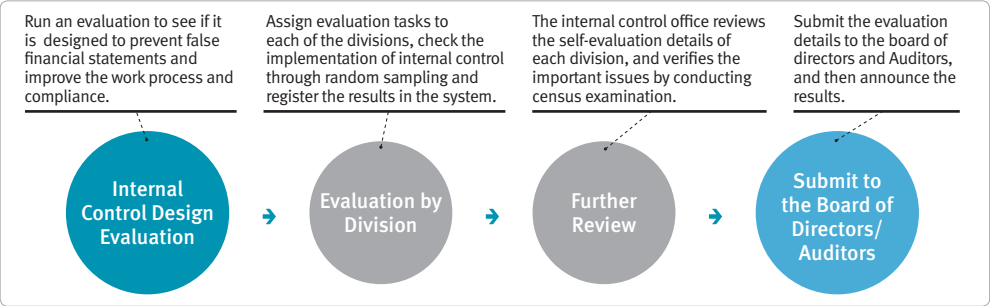 Run an evaluation to see if it
is designed to prevent false
financial statements and
improve the work process and
compliance.
Assign evaluation tasks to
each of the divisions, check the
implementation of internal control
through random sampling and
register the results in the system.
The internal control office reviews
the self-evaluation details of
each division, and verifies the
important issues by conducting
census examination.
Submit the evaluation
details to the board of
directors and Auditors,
and then announce the
results.
Internal
Control Design
Evaluation
Evaluation by
Division
Further
Review
Submit to
the Board of
Directors/
Auditors